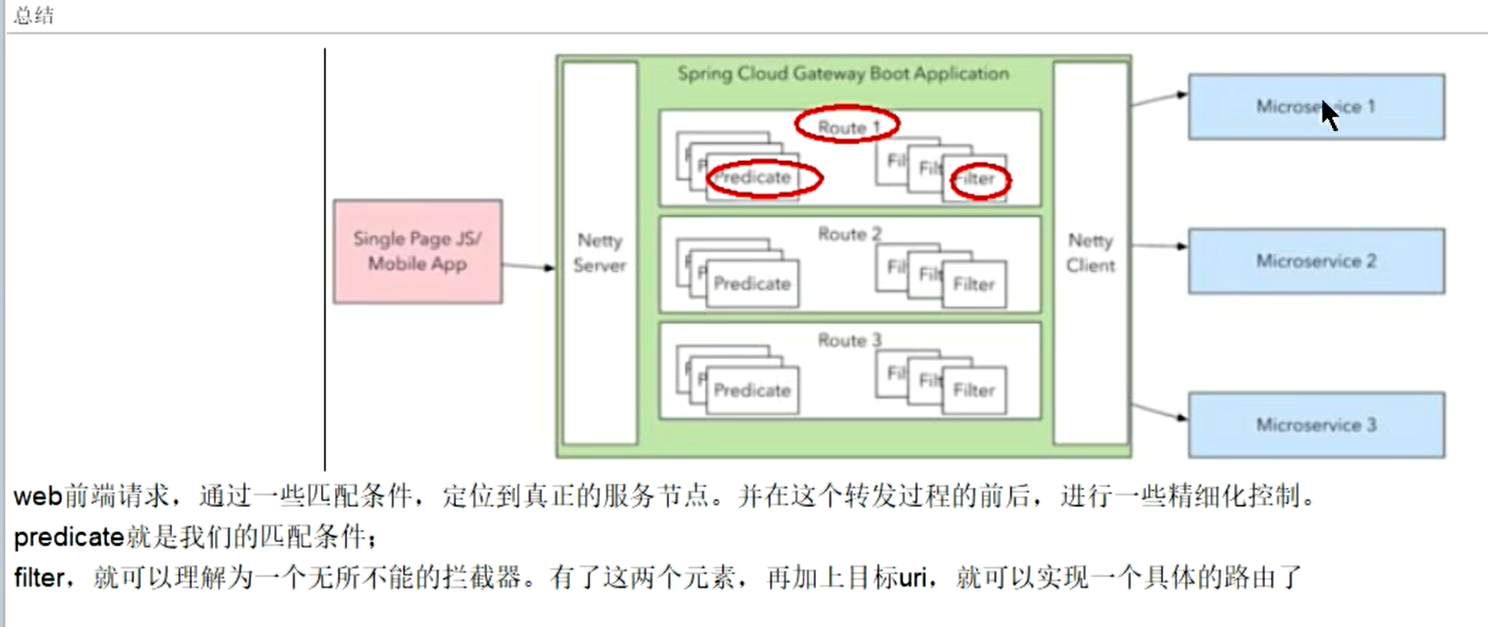 总结
Spring Cloud Gateway Boot Application
Route 1
Predicate
Fil
Filt
Filter
Microservice 1
Single Page JS/
Mobile App
Netty
Server
Route 2
Predicate
Fil
Filt
Filter
Netty
Client
Microservice 2
Route 3
Predicate
Fil
Filt
Filter
Microservice 3
web前端请求，通过一些匹配条件，定位到真正的服务节点。并在这个转发过程的前后，进行一些精细化控制。
predicate就是我们的匹配条件；
filter，就可以理解为一个无所不能的拦截器。有了这两个元素，再加上目标uri，就可以实现一个具体的路由了